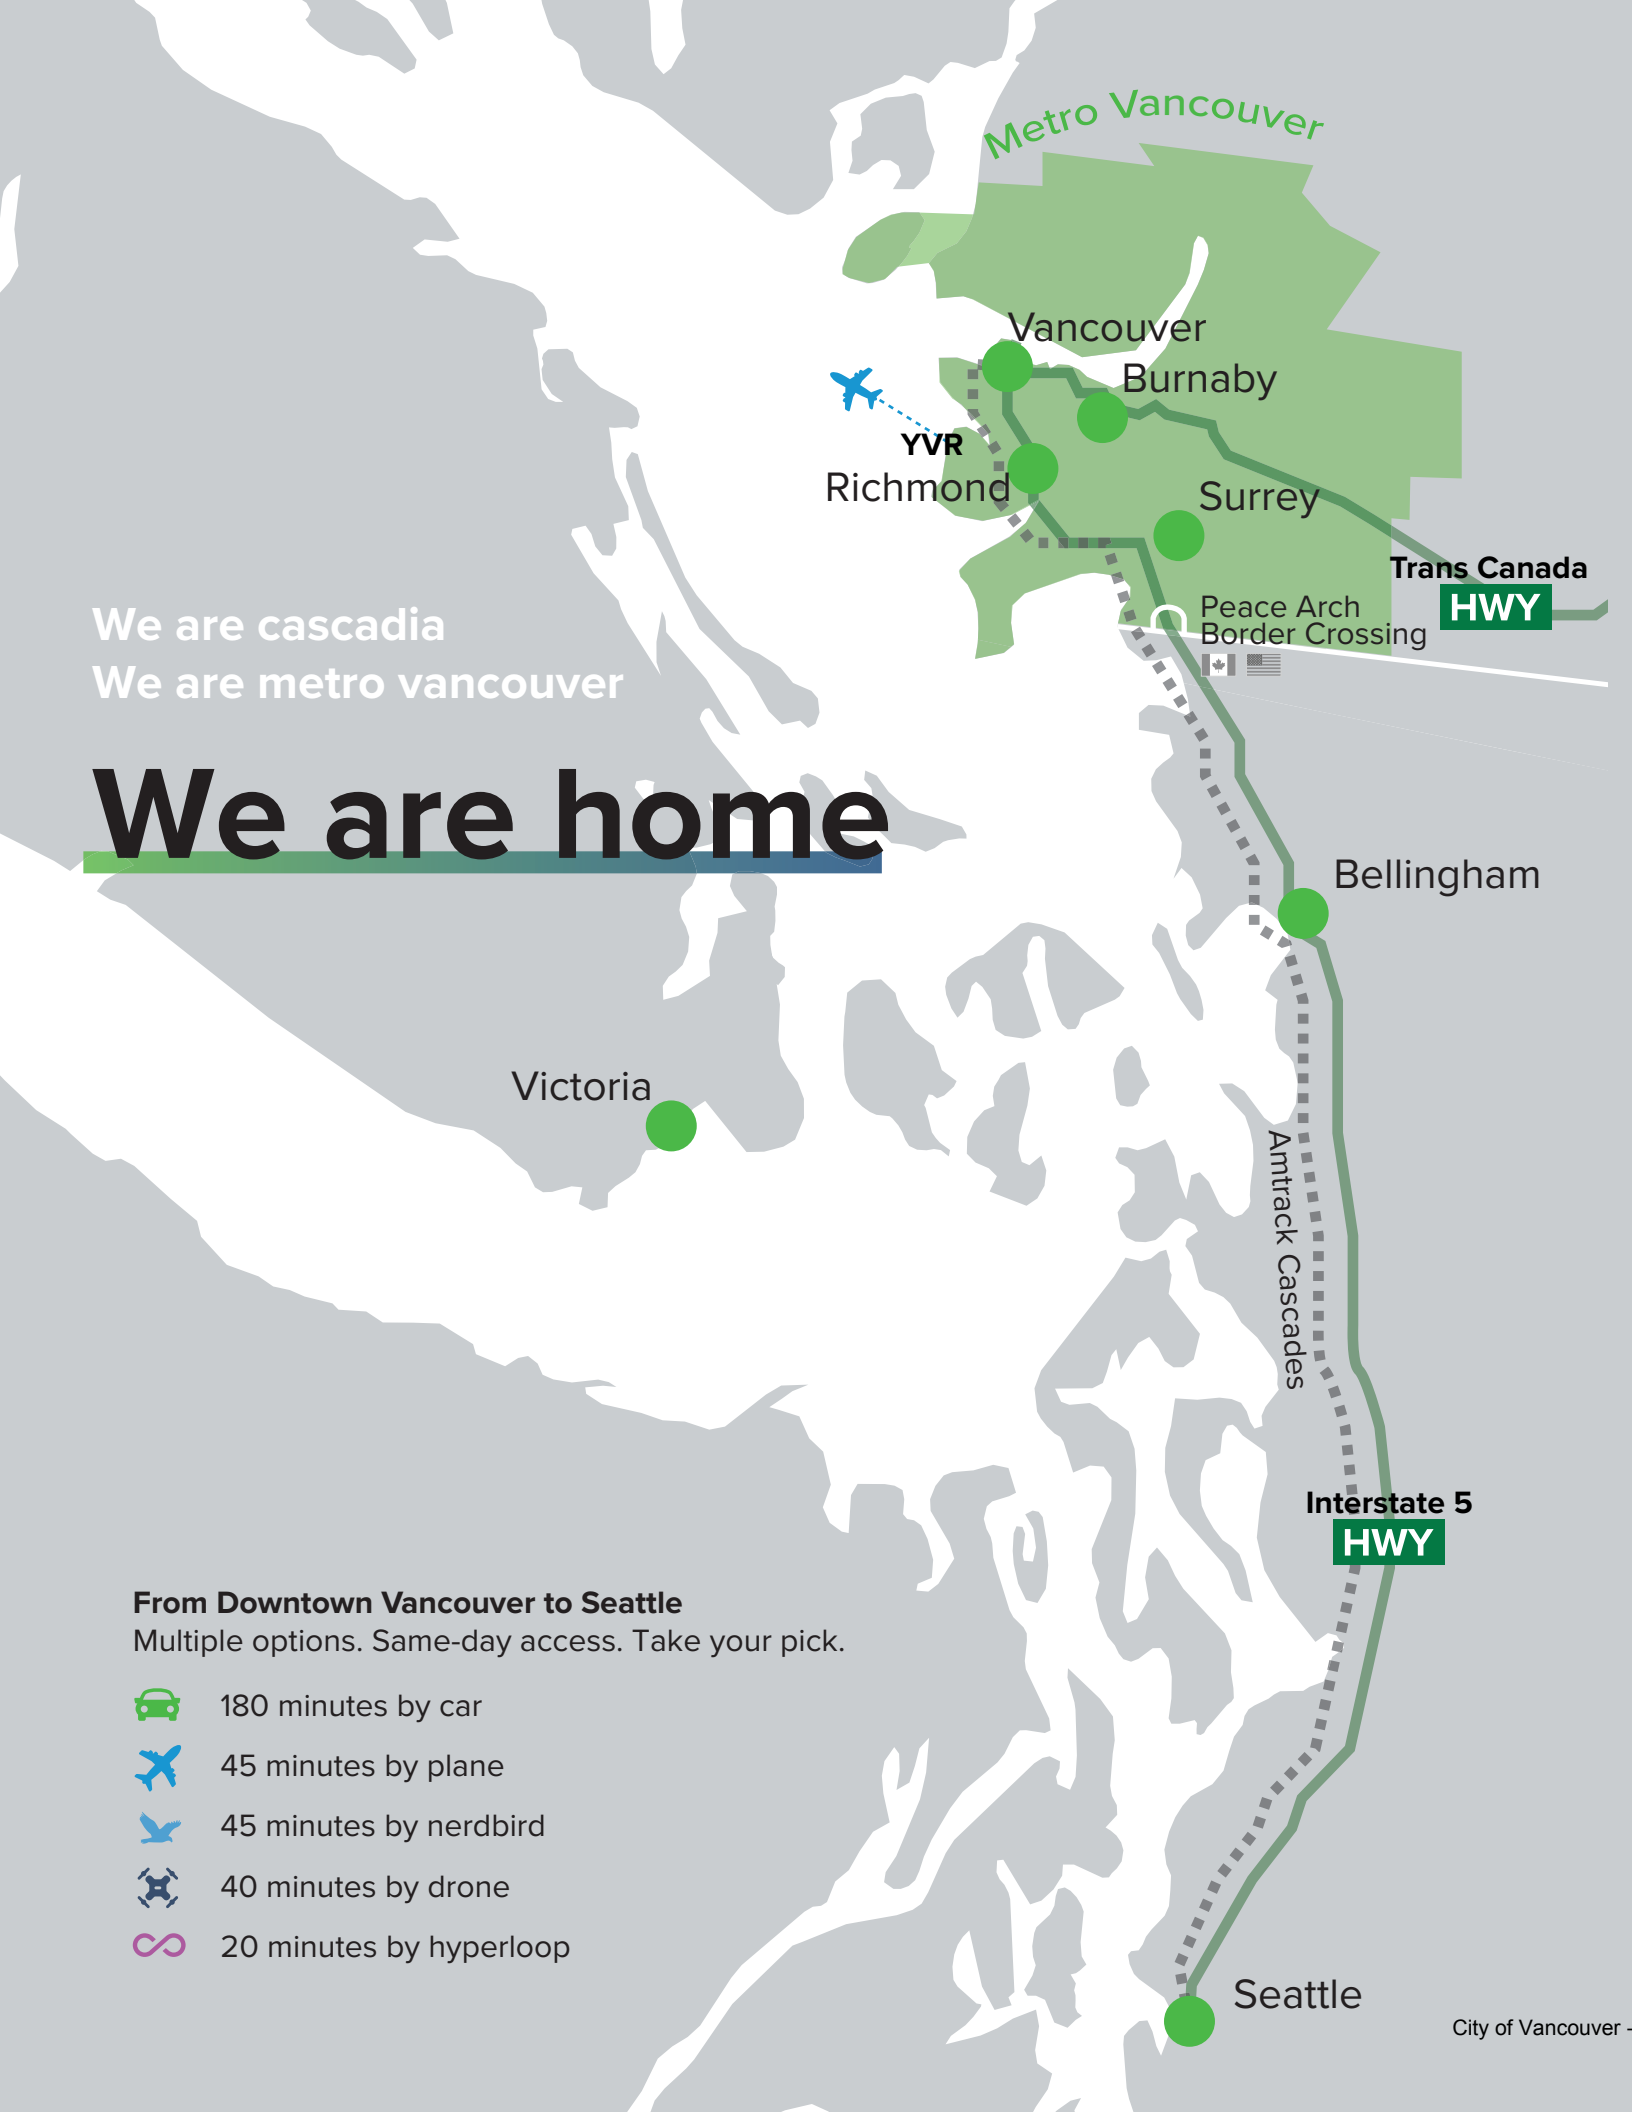 Metro Vancouver
Vancouver
Burnaby
YVR
Richmond
Surrey
Trans Canada
HWY
Peace Arch
Border Crossing
We are cascadia
We are metro vancouver
We are home
Bellingham
Victoria
Amtrack Cascades
Interstate 5
HWY
From Downtown Vancouver to Seattle
Multiple options. Same-day access. Take your pick.
180 minutes by car
45 minutes by plane
45 minutes by nerdbird
40 minutes by drone
20 minutes by hyperloop
Seattle
City of Vancouver -